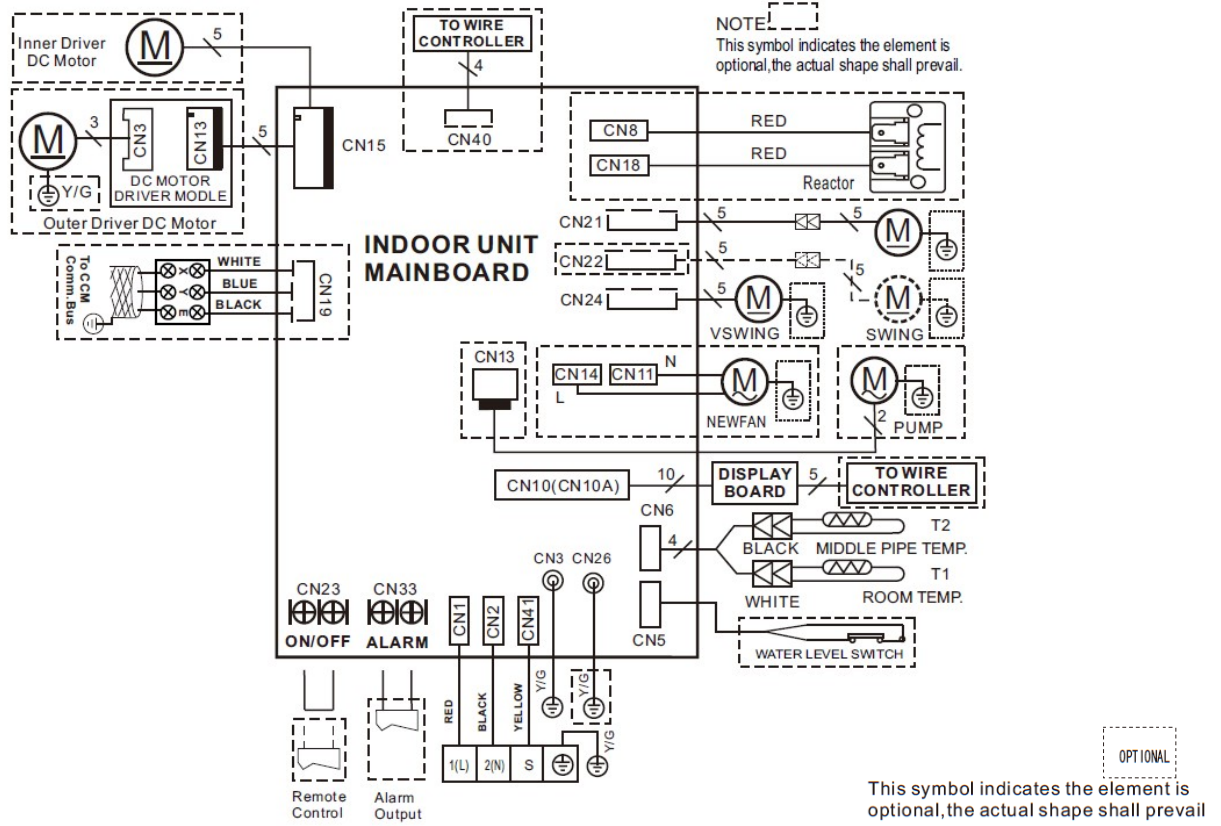 Inner Driver
DC Motor
M
5
TO WIRE
CONTROLLER
4
CN40
NOTE:
This symbol indicates the element is
optional,the actual shape shall prevail.
M
3
CN3
CN13
5
CN15
DC MOTOR
DRIVER MODLE
Y/G
Outer Driver DC Motor
CN8
RED
CN18
RED
Reactor
To CCM
Comm.Bus
X
Y
E
WHITE
BLUE
BLACK
CN19
INDOOR UNIT
MAINBOARD
CN21
5
5
M
CN22
5
5
M
SWING
CN24
5
M
VSWING
CN13
CN14
CN11
N
L
M
NEWFAN
M
2
PUMP
CN10(CN10A)
10
DISPLAY
BOARD
5
TO WIRE
CONTROLLER
CN6
4
BLACK
MIDDLE PIPE TEMP.
T2
WHITE
ROOM TEMP.
T1
CN5
WATER LEVEL SWITCH
CN3
CN26
CN23
ON/OFF
CN33
ALARM
CN1
CN2
CN41
RED
BLACK
YELLOW
Y/G
Y/G
Y/G
1(L)
2(N)
S
Remote
Control
Alarm
Output
OPTIONAL
This symbol indicates the element is
optional,the actual shape shall prevail